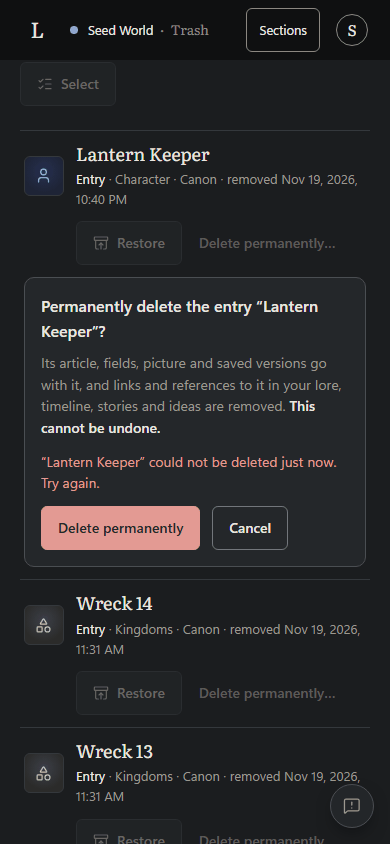 L
Seed World · Trash
Sections
S
Select
Lantern Keeper
Entry · Character · Canon · removed Nov 19, 2026,
10:40 PM
Restore
Delete permanently...
Permanently delete the entry “Lantern
Keeper”?
Its article, fields, picture and saved versions go
with it, and links and references to it in your lore,
timeline, stories and ideas are removed. This
cannot be undone.
“Lantern Keeper” could not be deleted just now.
Try again.
Delete permanently
Cancel
Wreck 14
Entry · Kingdoms · Canon · removed Nov 19, 2026,
11:31 AM
Restore
Delete permanently...
Wreck 13
Entry · Kingdoms · Canon · removed Nov 19, 2026,
11:31 AM
Restore
Delete permanently...